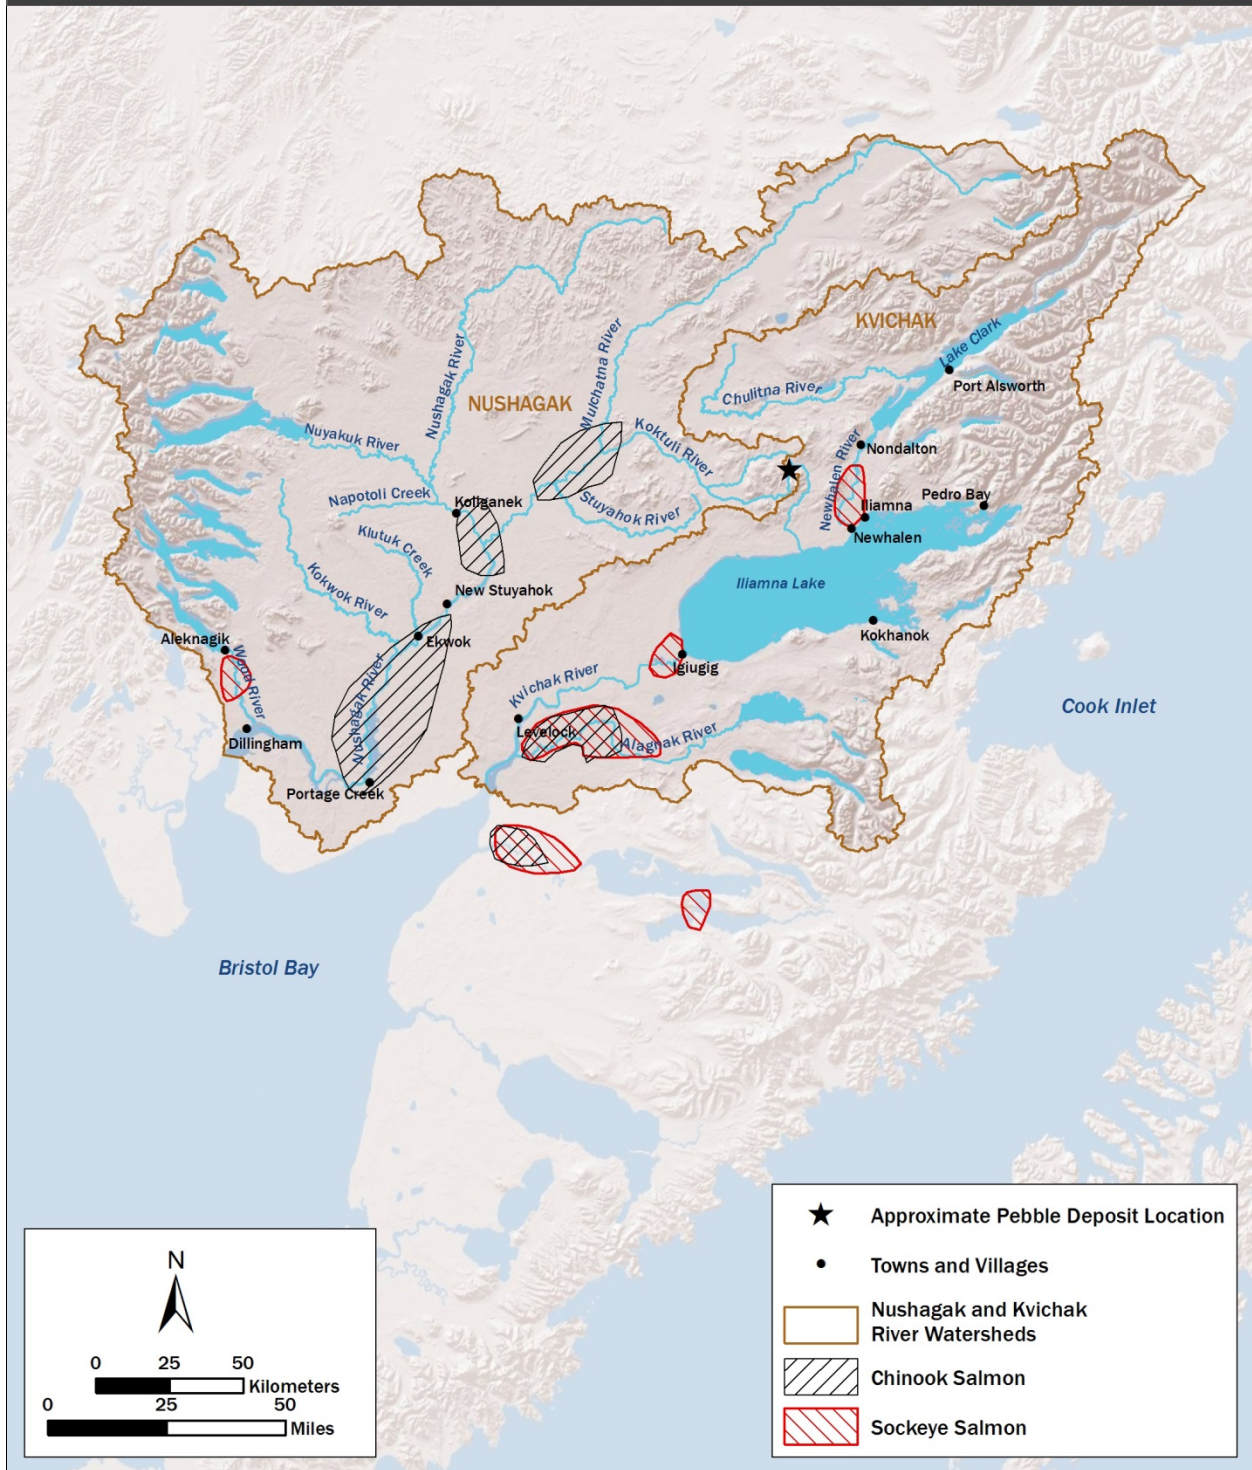 KVICHAK
Lake Clark
Port Alsworth
Chulitna River
Nushagak River
Mulchatna River
NUSHAGAK
Nuyakuk River
Koktuli River
Newhalen River
Nondalton
Napotoli Creek
Koliganek
Stuyahok River
Iliamna
Pedro Bay
Newhalen
Klutuk Creek
Kokwok River
New Stuyahok
Iliamna Lake
Ekwok
Kokhanok
Aleknagik
Wood River
Igiugig
Kvichak River
Nushagak River
Levelock
Alagnak River
Dillingham
Portage Creek
Cook Inlet
Bristol Bay
N
0 25 50
Kilometers
0 25 50
Miles
Approximate Pebble Deposit Location
Towns and Villages
Nushagak and Kvichak
River Watersheds
Chinook Salmon
Sockeye Salmon